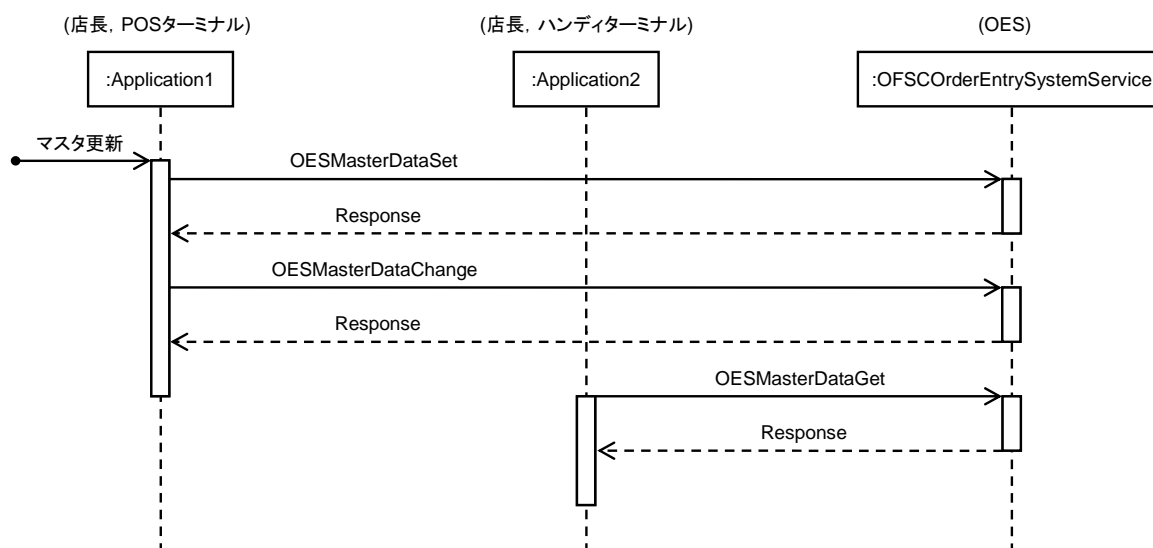 (店長, POSターミナル)
(店長, ハンディターミナル)
(OES)
:Application1
:Application2
:OFSCOrderEntrySystemService
マスタ更新
OESMasterDataSet
Response
OESMasterDataChange
Response
OESMasterDataGet
Response